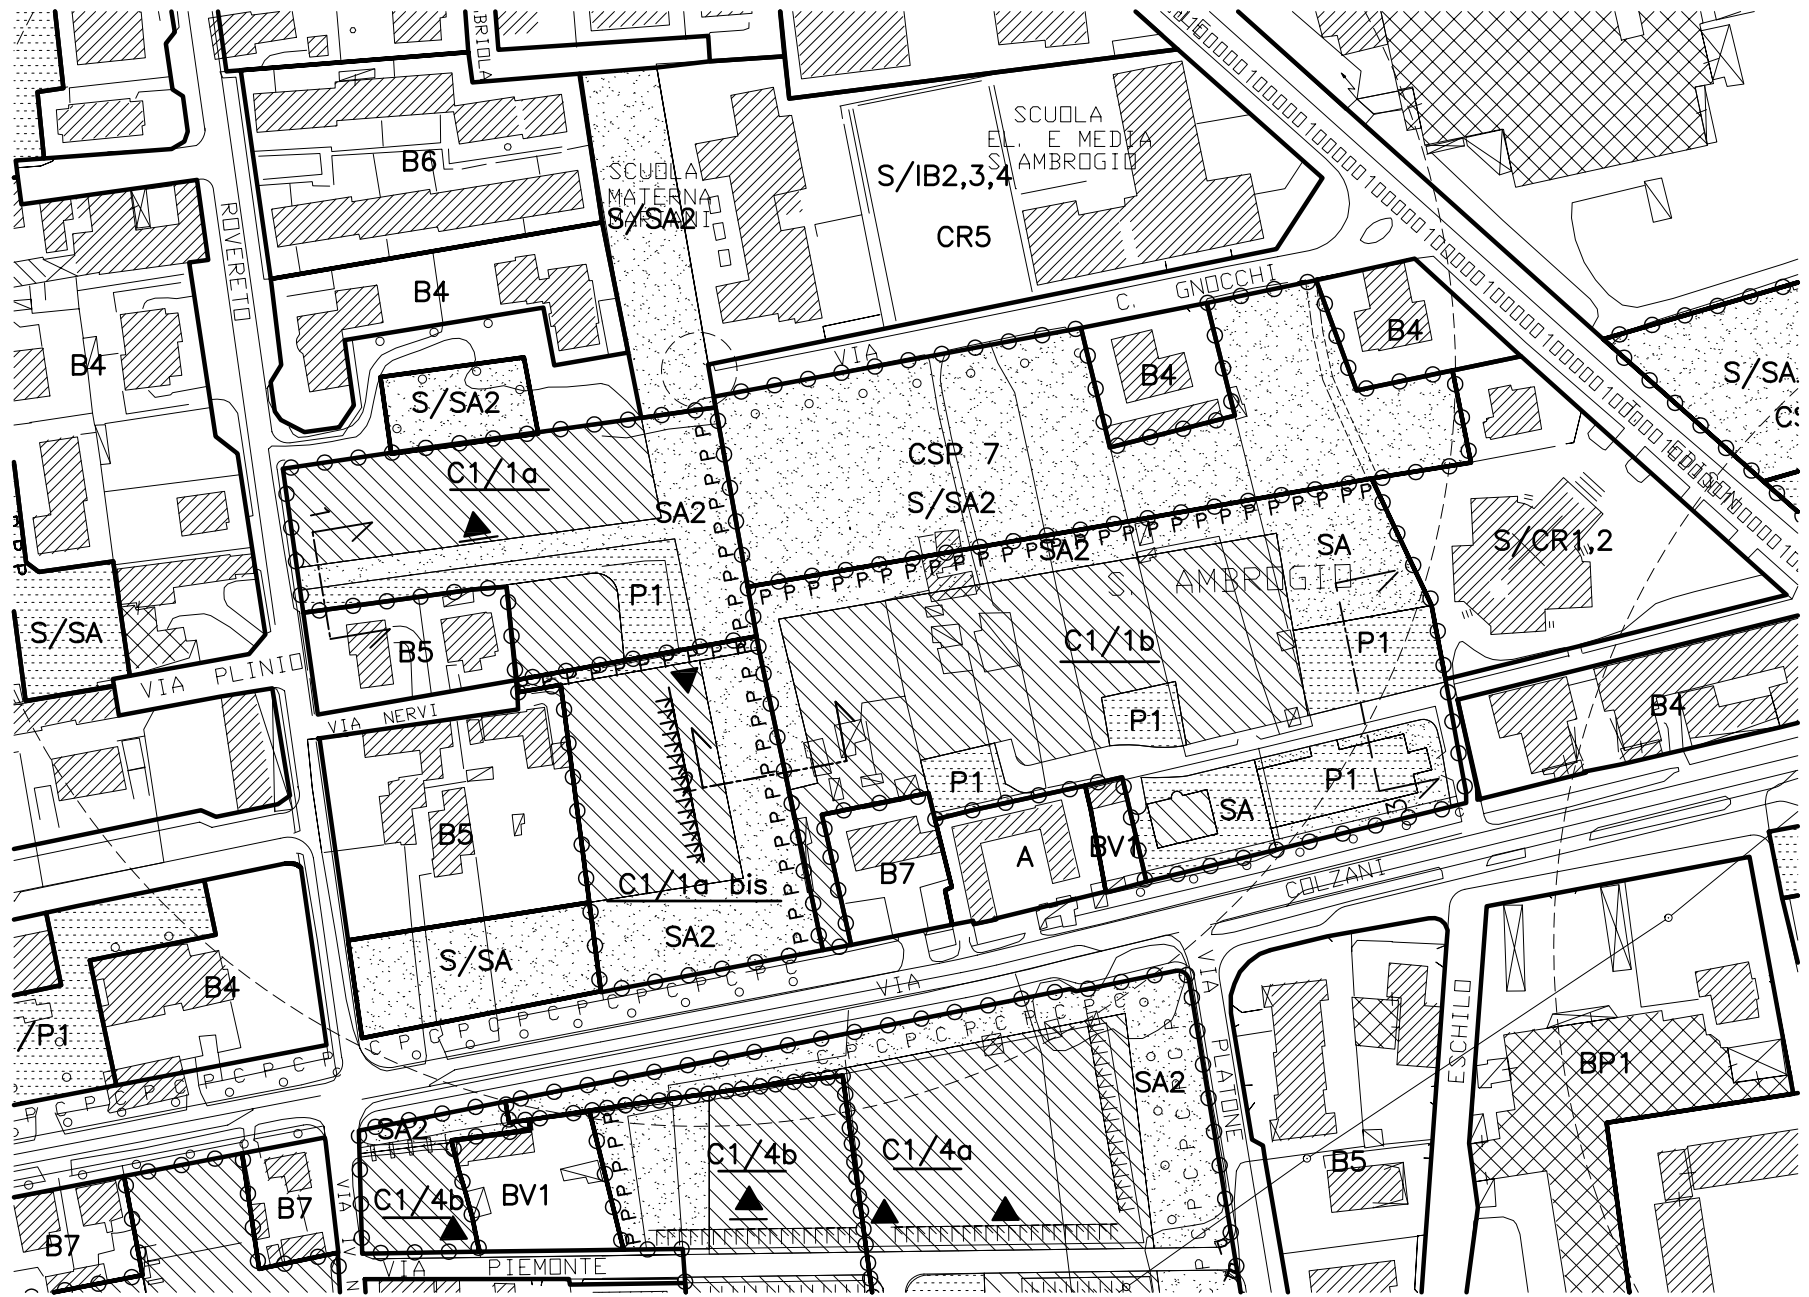 SCUOLA
EL. E MEDIA
S. AMBROGIO
B6
SCUOLA
MATERNA
S/SA2
S/IB2,3,4
CR5
ROVERETO
B4
C. GNOCCHI
VIA
B4
B4
B4
S/SA2
S/SA
CSP 7
S/SA2
C1/1a
SA2
SA2
SA
S/CR1,2
EDISON
S. AMBROGIO
P1
C1/1b
P1
S/SA
B5
VIA PLINIO
VIA NERVI
P1
B4
P1
P1
SA
B5
A
BV1
B7
C1/1a bis
COLZANI
SA2
S/SA
B4
VIA
VIA PLATONE
ESCHILO
/P1
BP1
SA2
SA2
C1/4b
C1/4a
B5
C1/4b
BV1
B7
B7
VIA PIEMONTE
VIA